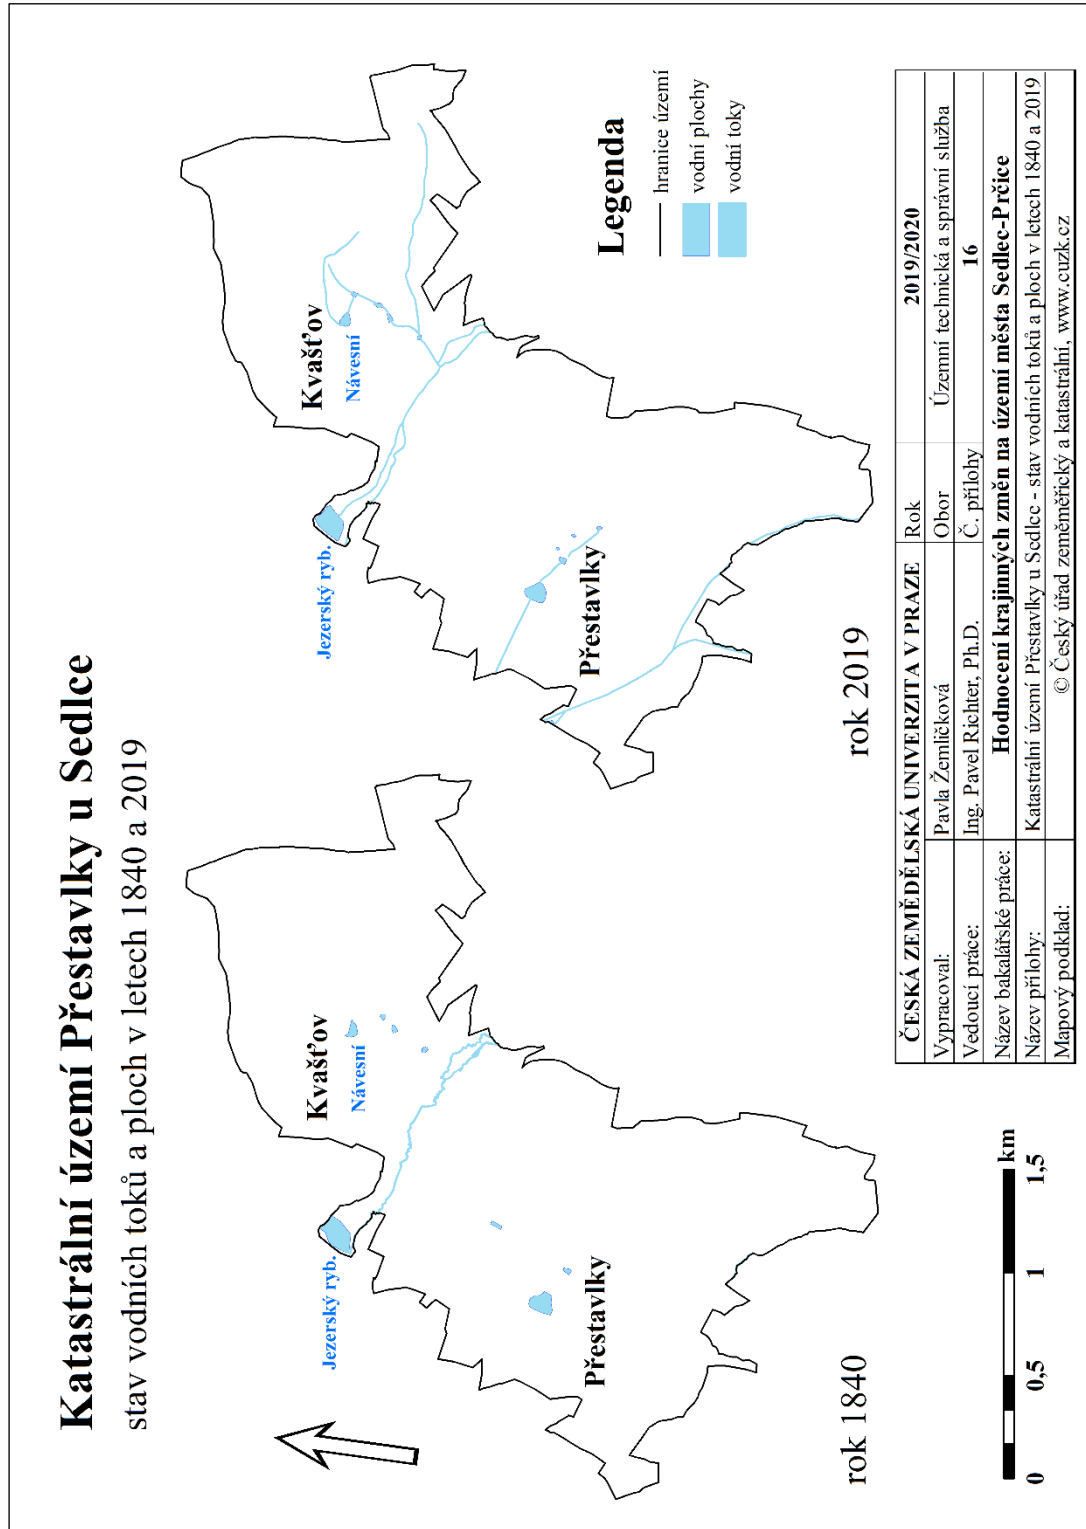 Katastrální území Přestavlky u Sedlce
stav vodních toků a ploch v letech 1840 a 2019
Kvašťov
Návesní
Jezerský ryb.
Přestavlky
rok 1840
Kvašťov
Návesní
Jezerský ryb.
Přestavlky
rok 2019
Legenda
hranice území
vodní plochy
vodní toky
km
0 0,5 1 1,5
ČESKÁ ZEMĚDĚLSKÁ UNIVERZITA V PRAZE Rok 2019/2020
Vypracoval: Pavla Žemličková Obor Územní technická a správní služba
Vedoucí práce: Ing. Pavel Richter, Ph.D. Č. přílohy 16
Název bakalářské práce: Hodnocení krajinných změn na území města Sedlec-Prčice
Název přílohy: Katastrální území Přestavlky u Sedlec - stav vodních toků a ploch v letech 1840 a 2019
Mapový podklad: © Český úřad zeněměřický a katastrální, www.cuzk.cz